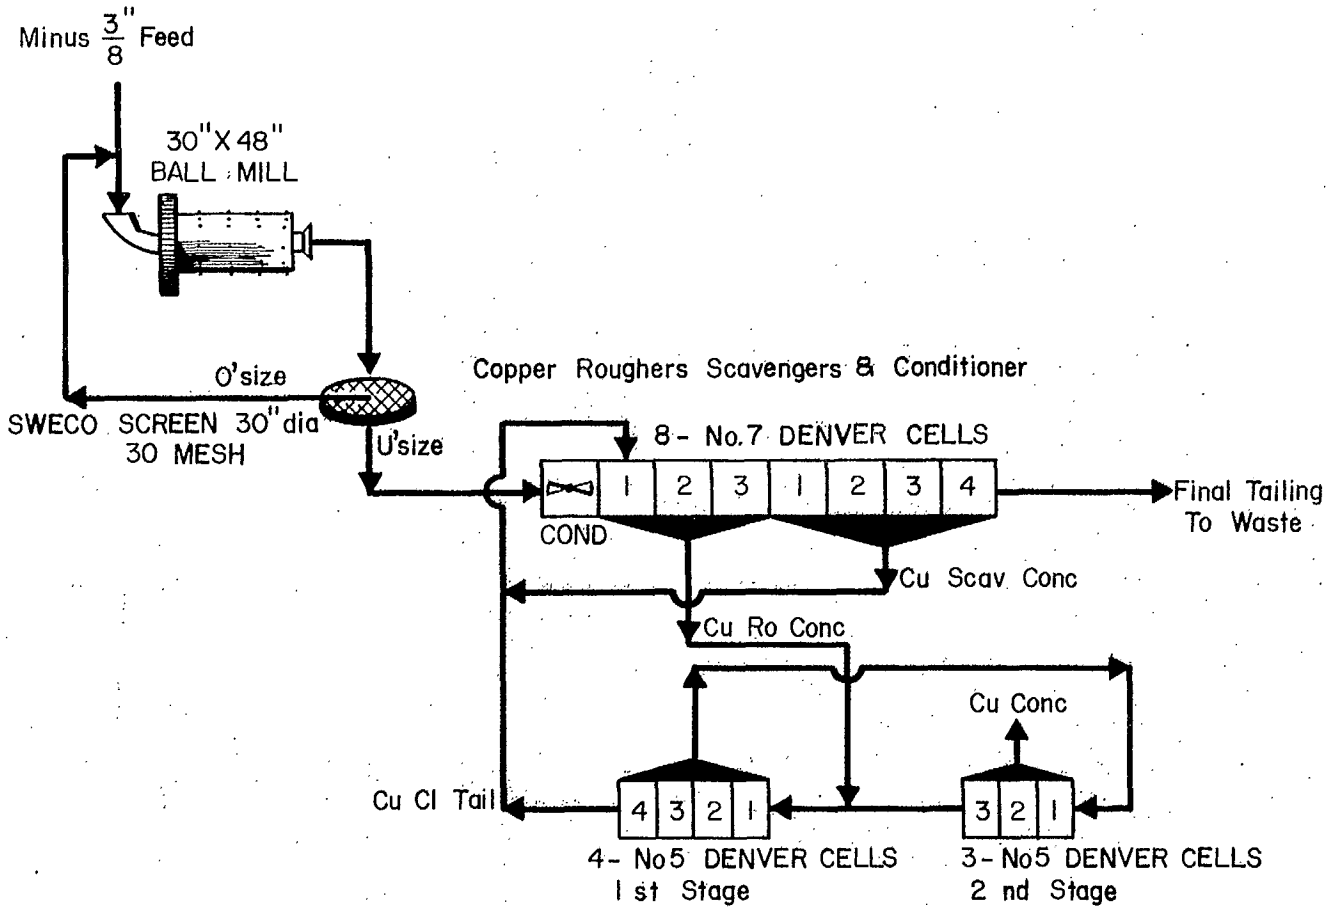 Minus 3/8" Feed
30"X48"
BALL MILL
O'size
SWECO SCREEN 30" dia
30 MESH
U'size
Copper Roughers Scavengers & Conditioner
8- No.7 DENVER CELLS
1 2 3 1 2 3 4
COND
Final Tailing
To Waste
Cu Scav Conc
Cu Ro Conc
Cu Conc
Cu Cl Tail
4 3 2 1
3 2 1
4- No5 DENVER CELLS
1 st Stage
3- No5 DENVER CELLS
2 nd Stage